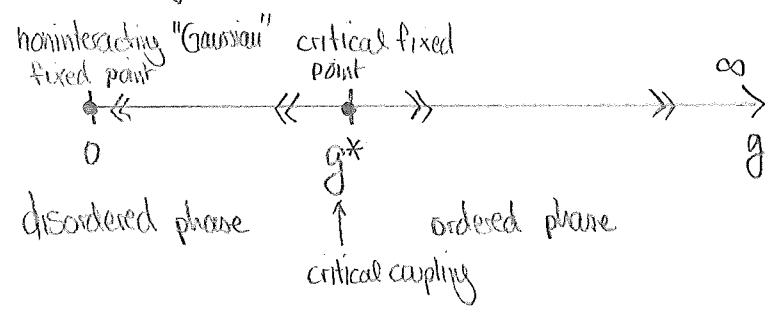 noninteracting "Gaussian" critical fixed
fixed point point
∞
0 g* g
disordered phase ordered phase
critical coupling